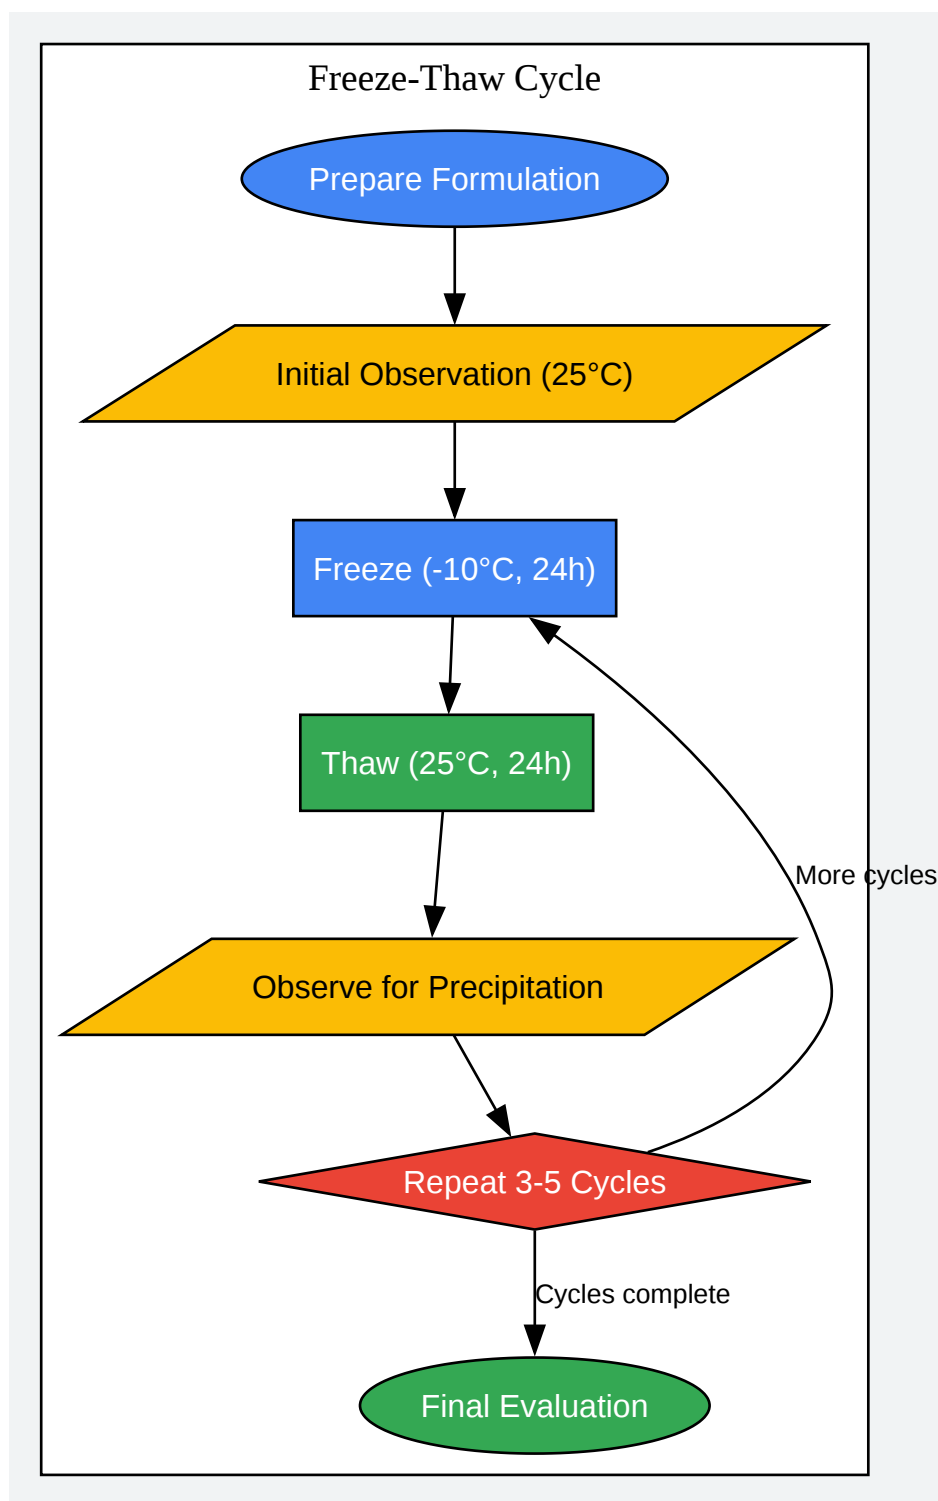 Freeze-Thaw Cycle
Prepare Formulation
Initial Observation (25°C)
Freeze (-10°C, 24h)
Thaw (25°C, 24h)
More cycles
Observe for Precipitation
Repeat 3-5 Cycles
Cycles complete
Final Evaluation